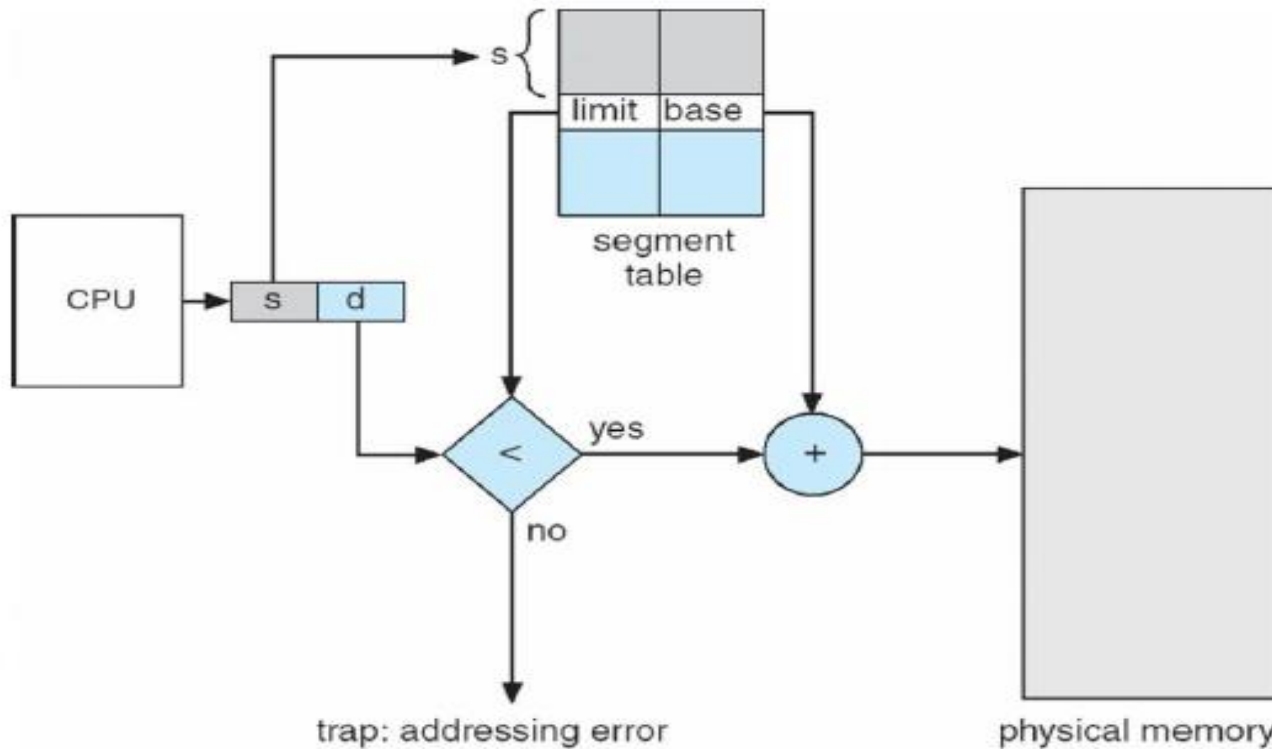 s
limit base
segment
table
CPU
s d
<
yes
+
no
trap: addressing error
physical memory